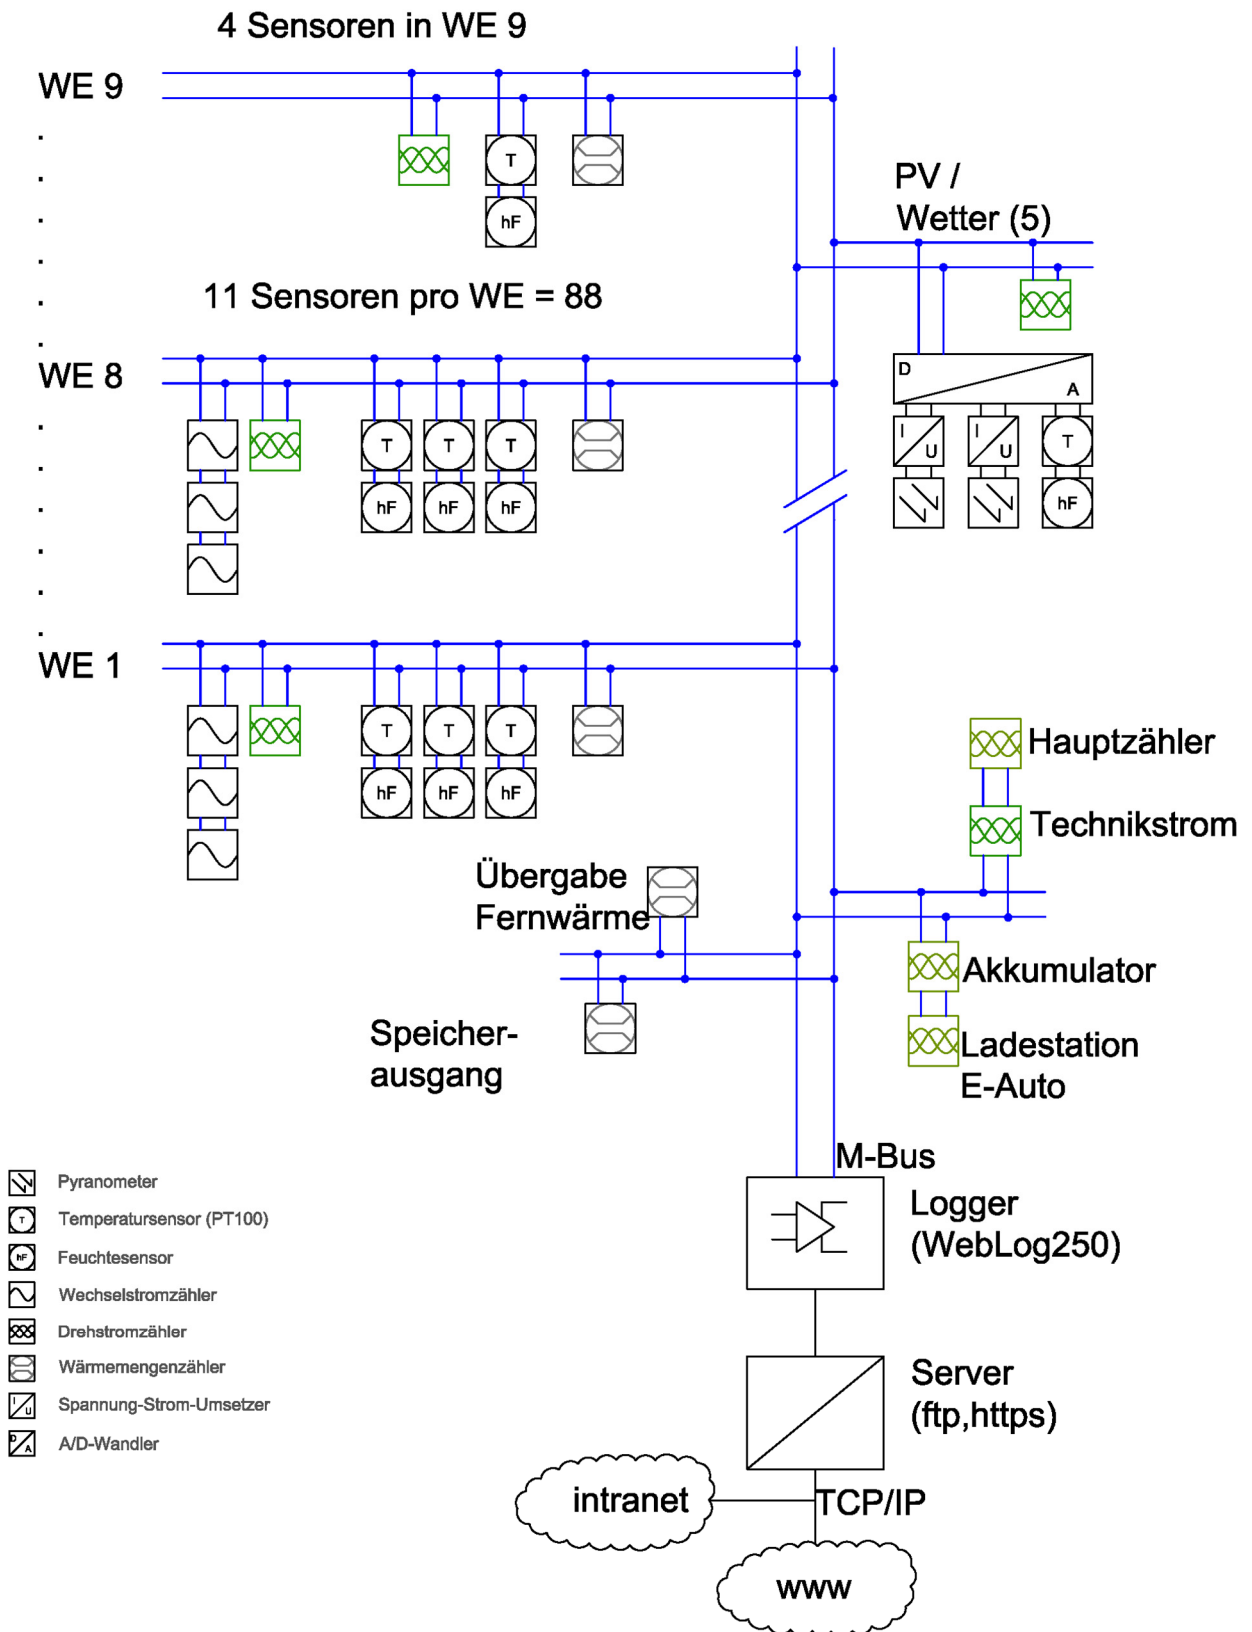 4 Sensoren in WE 9
WE 9
T
hF
PV /
Wetter (5)
11 Sensoren pro WE = 88
WE 8
T T T
hF hF hF
D
A
I
U
I
U
T
hF
WE 1
T T T
hF hF hF
Hauptzähler
Technikstrom
Übergabe
Fernwärme
Akkumulator
Speicher-
ausgang
Ladestation
E-Auto
M-Bus
Logger
(WebLog250)
Server
(ftp,https)
intranet
TCP/IP
www
Pyranometer
T Temperatursensor (PT100)
hF Feuchtesensor
Wechselstromzähler
Drehstromzähler
Wärmemengenzähler
I U Spannung-Strom-Umsetzer
D A A/D-Wandler